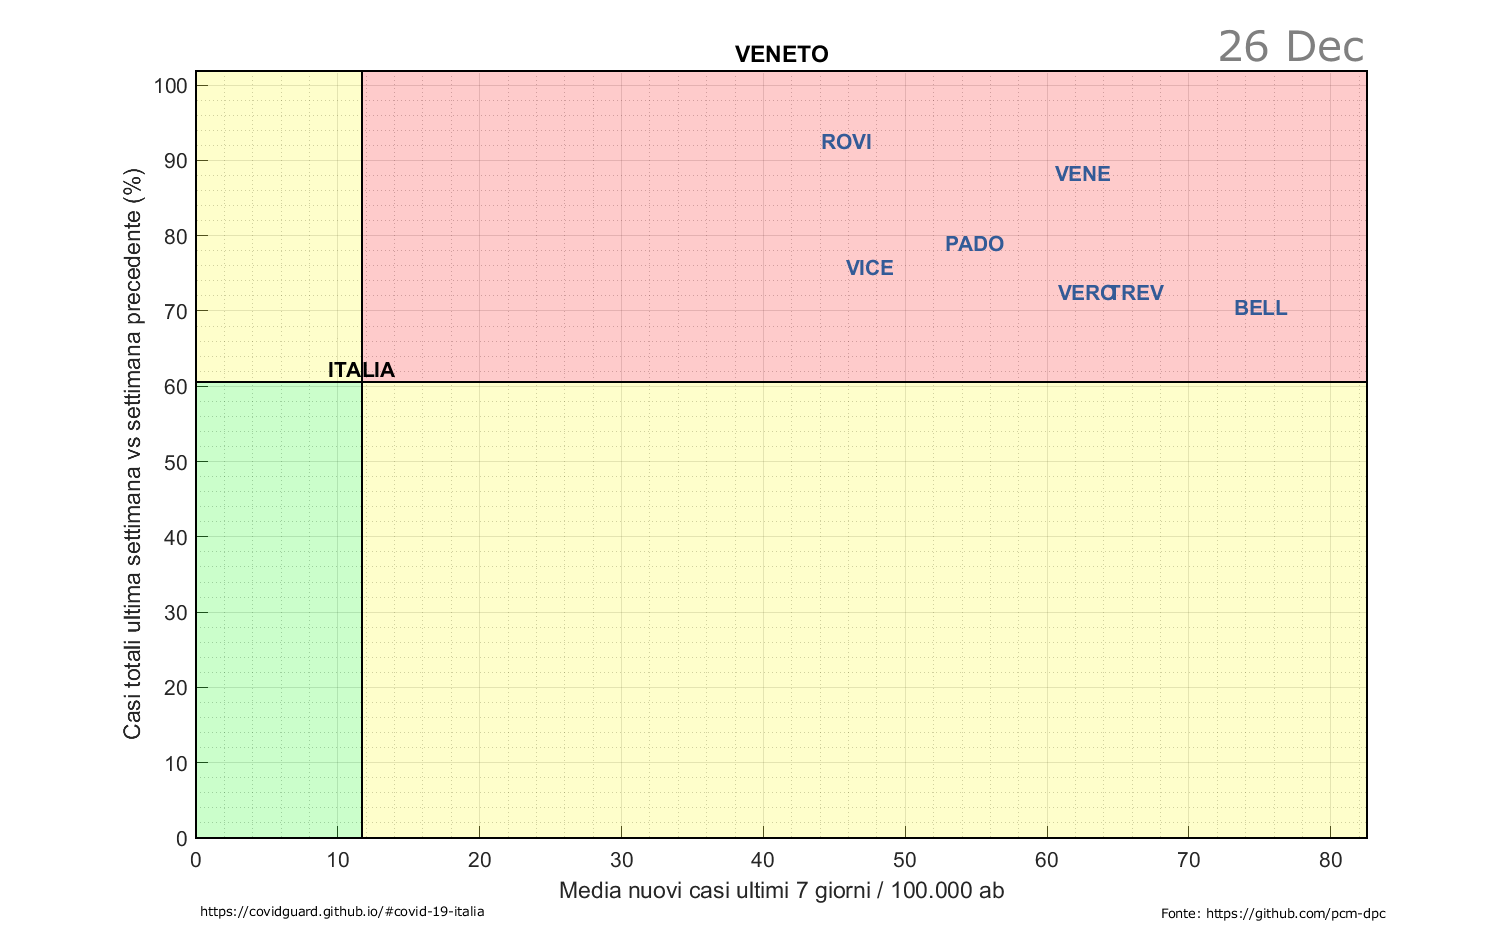 26 Dec
VENETO
100
90
80
70
60
50
40
30
20
10
0
Casi totali ultima settimana vs settimana precedente (%)
ROVI
VENE
PADO
VICE
VERO
TREV
BELL
ITALIA
0 10 20 30 40 50 60 70 80
Media nuovi casi ultimi 7 giorni / 100.000 ab
https://covidguard.github.io/#covid-19-italia
Fonte: https://github.com/pcm-dpc